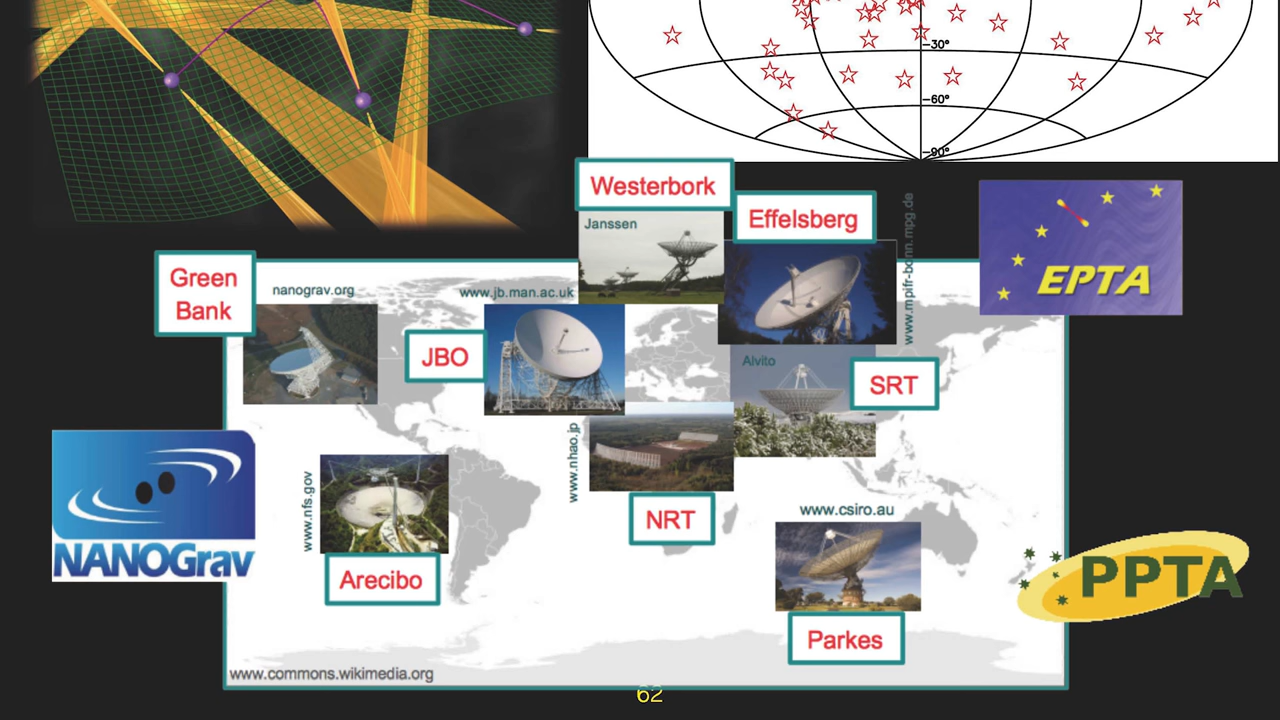 -30°
-60°
-90°
Westerbork
Janssen
Effelsberg
www.mpifr-bonn.mpg.de
EPTA
Green
Bank
nanograv.org
www.jb.man.ac.uk
JBO
Alvito
SRT
www.nhao.jp
NRT
NANOGrav
www.nfs.gov
Arecibo
www.csiro.au
Parkes
PPTA
www.commons.wikimedia.org
62